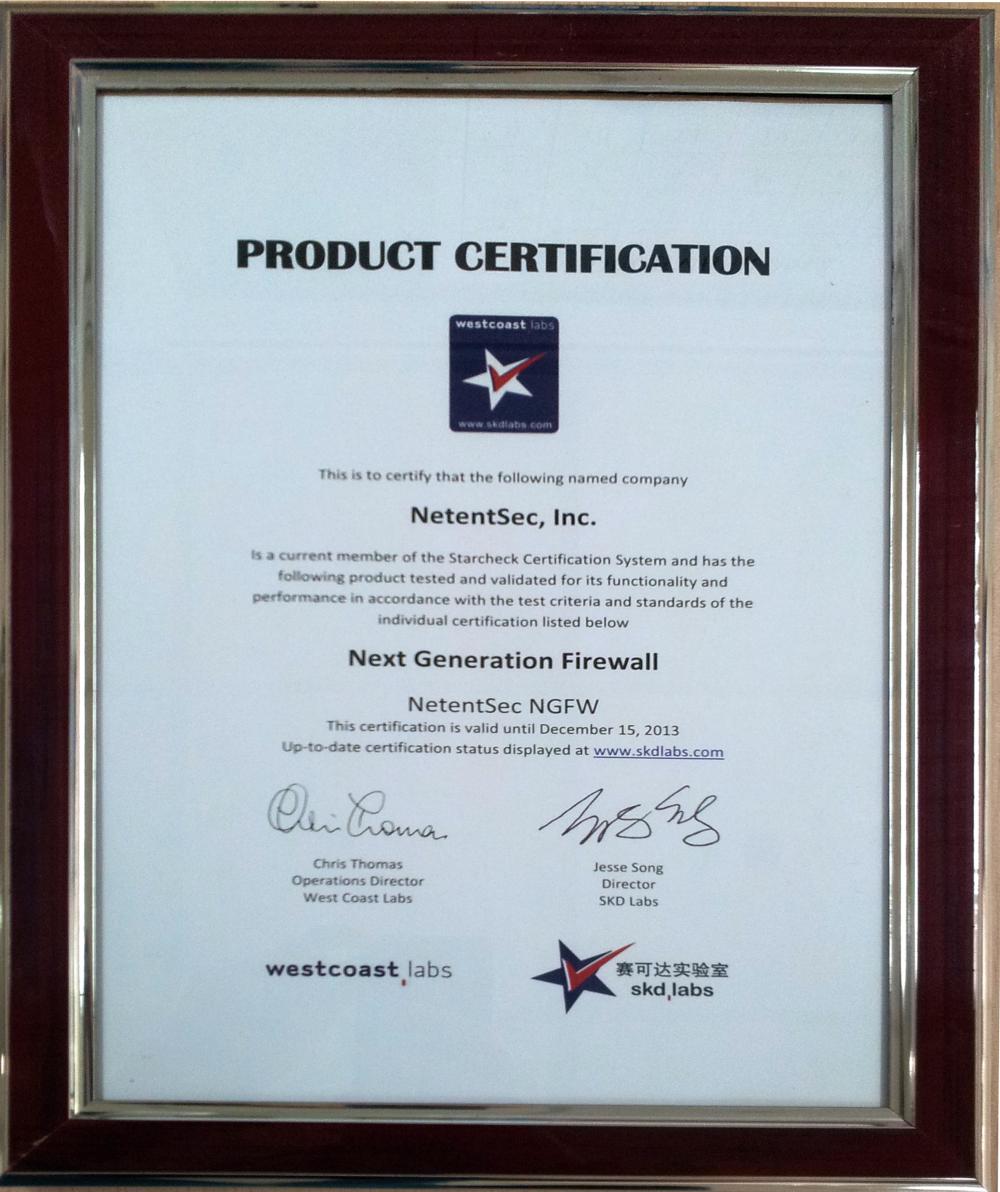 PRODUCT CERTIFICATION
westcoast labs
www.skdlabs.com
This is to certify that the following named company
NetentSec, Inc.
Is a current member of the Starcheck Certification System and has the
following product tested and validated for its functionality and
performance in accordance with the test criteria and standards of the
individual certification listed below
Next Generation Firewall
NetentSec NGFW
This certification is valid until December 15, 2013
Up-to-date certification status displayed at www.skdlabs.com
Chris Thomas
Operations Director
West Coast Labs
Jesse Song
Director
SKD Labs
westcoast labs
赛可达实验室
skd labs